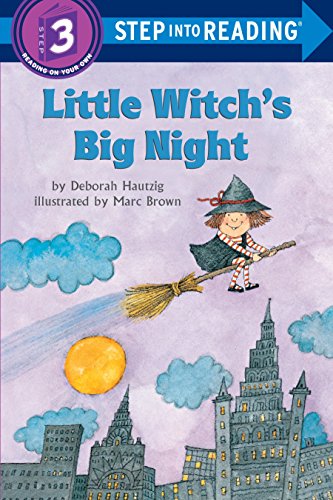 3
STEP
READING ON YOUR OWN
STEP INTO READING®
Little Witch's
Big Night
by Deborah Hautzig
illustrated by Marc Brown